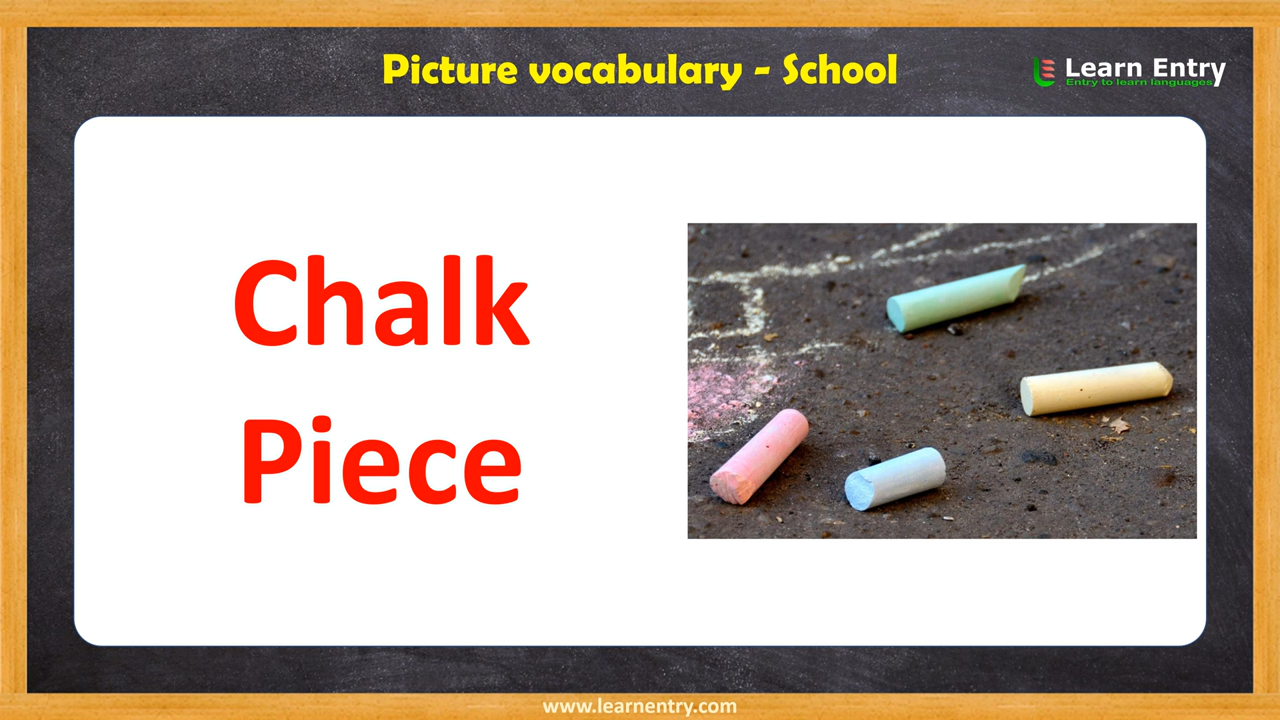 Picture vocabulary - School
Learn Entry
Entry to learn languages
Chalk
Piece
www.learnentry.com